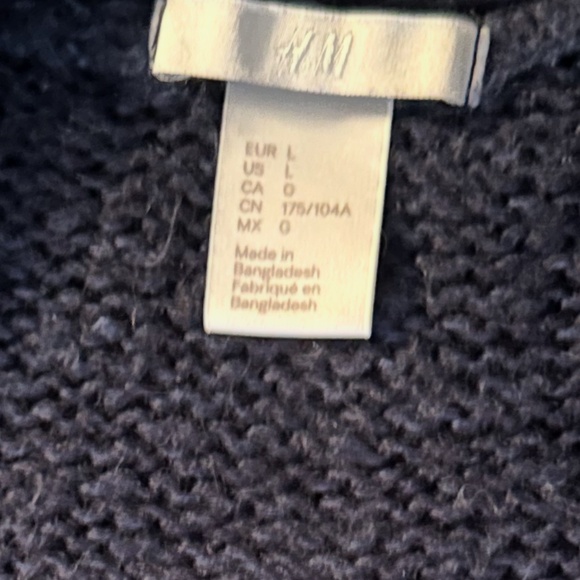 H&M
EUR L
US L
CA G
CN 175/104A
MX G
Made in
Bangladesh
Fabriqué en
Bangladesh